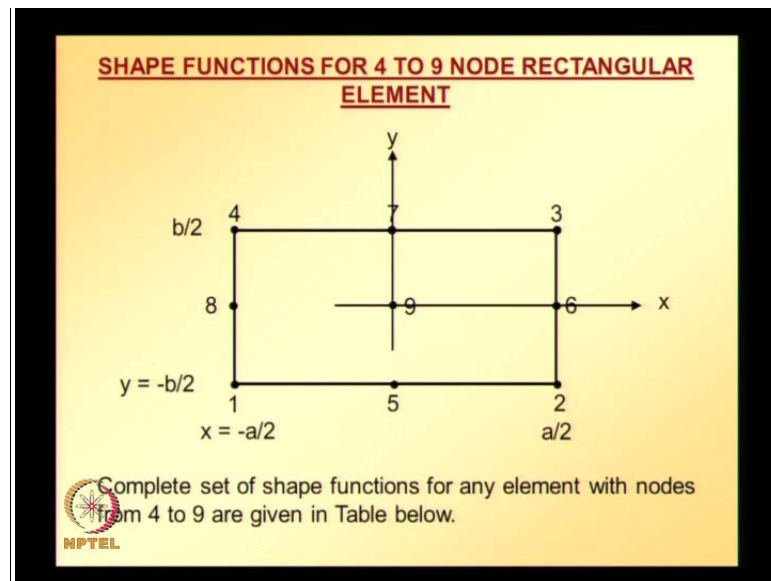 SHAPE FUNCTIONS FOR 4 TO 9 NODE RECTANGULAR
ELEMENT
y
b/2 4 7 3
8 9 6 x
y = -b/2
1 5 2
x = -a/2 a/2
Complete set of shape functions for any element with nodes
from 4 to 9 are given in Table below.
NPTEL